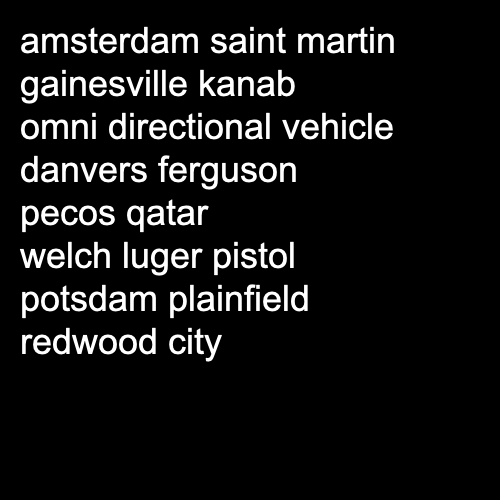 amsterdam saint martin
gainesville kanab
omni directional vehicle
danvers ferguson
pecos qatar
welch luger pistol
potsdam plainfield
redwood city